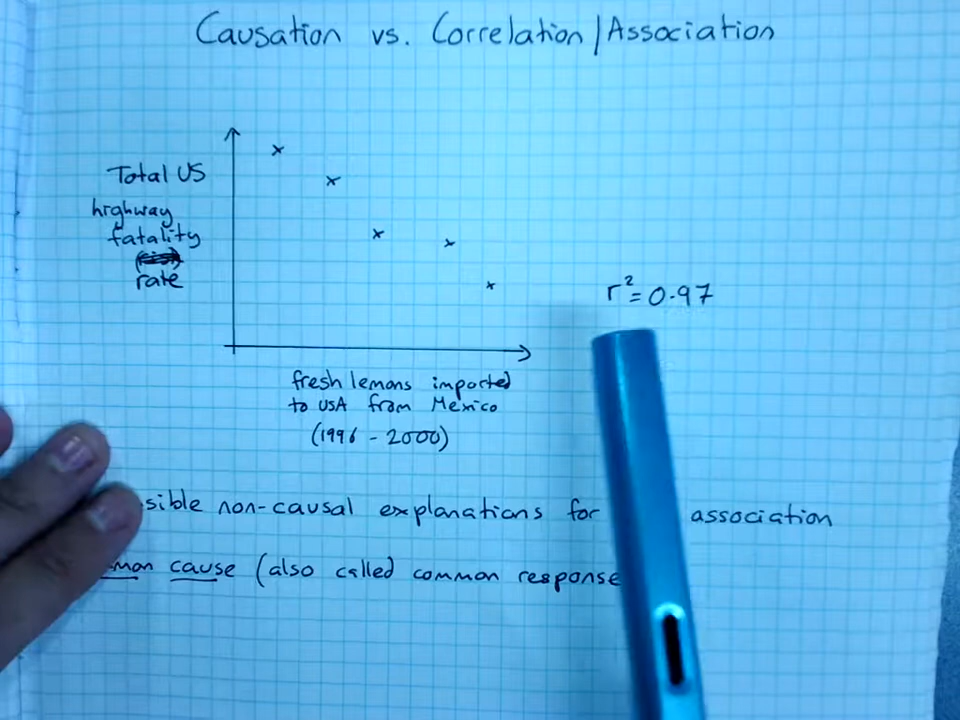 Causation vs. Correlation/Association
Total US
highway
fatality
rate
r²=0.97
fresh lemons imported
to USA from Mexico
(1996 - 2000)
sible non-causal explanations for association
mon cause (also called common response